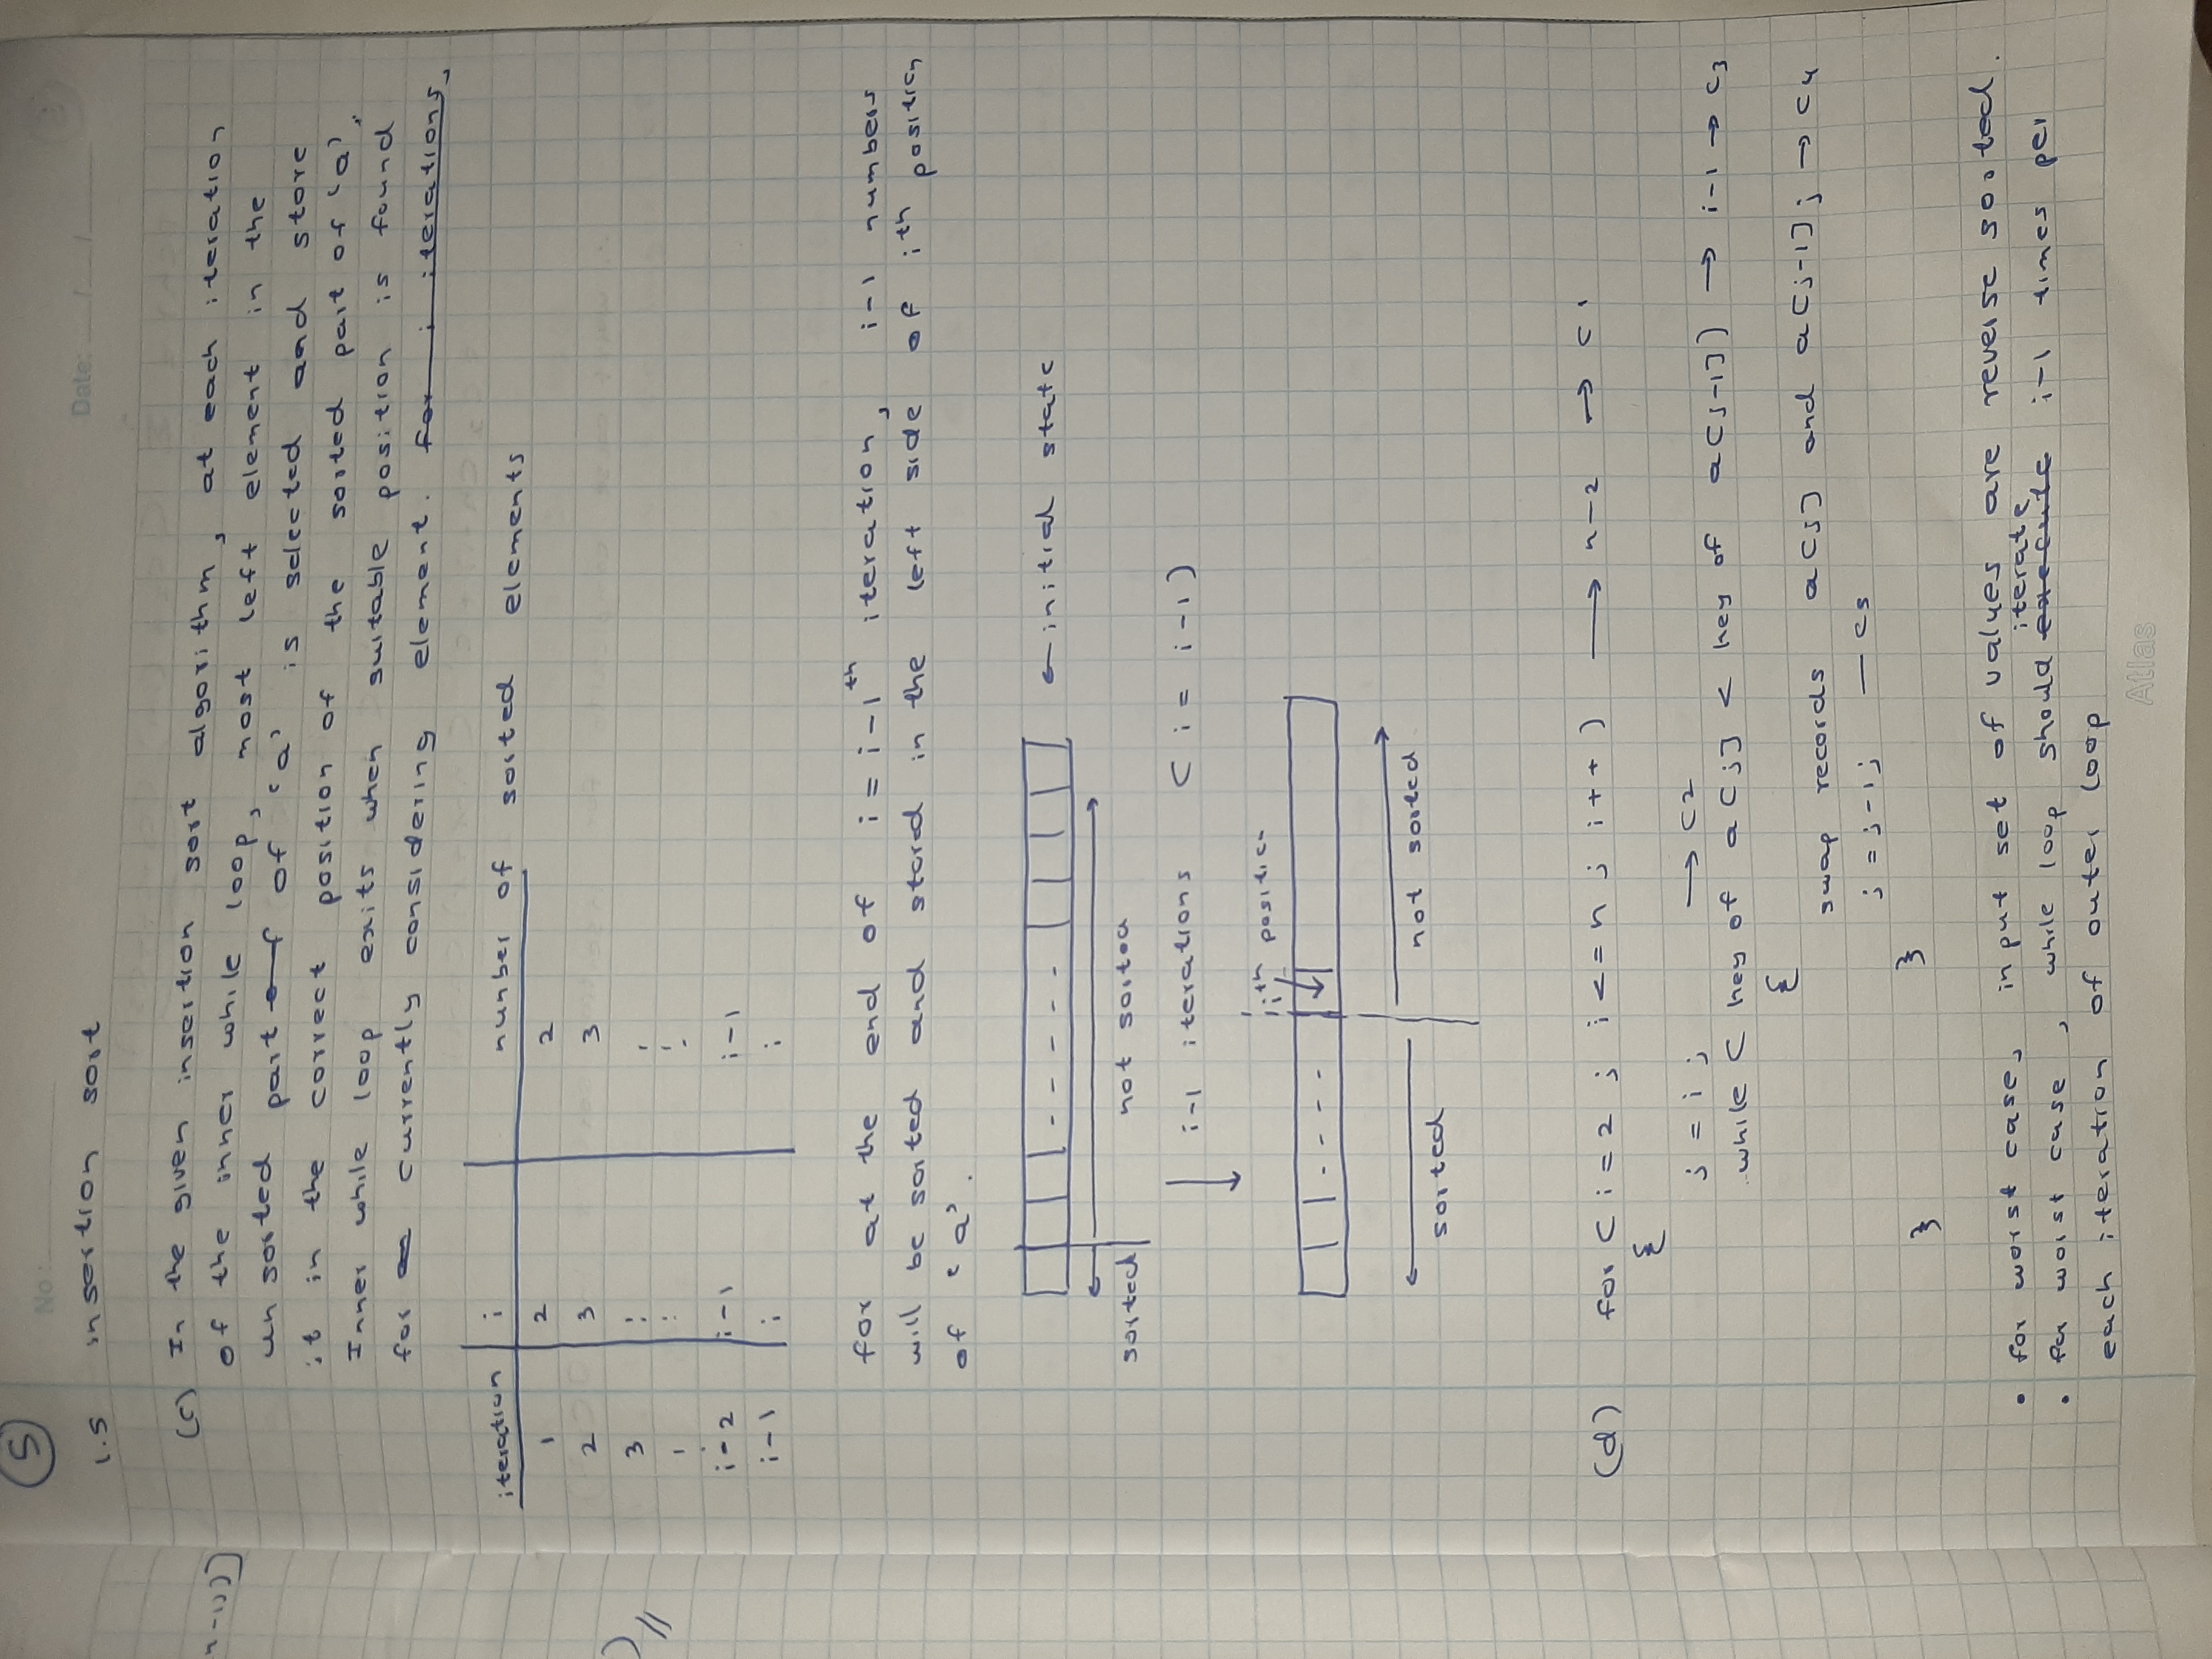 5
No :
Date: / /
1.5 insertion sort
n-1))]
(c) In the given insertion sort algorithm, at each iteration
of the inner while loop, most left element in the
unsorted part of of 'a' is selected and store
it in the correct position of the sorted part of 'a'.
Inner while loop exits when suitable position is found
for currently considering element. for i iterations,
iteration i number of sorted elements
1 2 2
2 3 3
3 : :
i-2 i-1 i-1
i-1 i i
for at the end of i = i-1th iteration, i-1 numbers
will be sorted and stored in the left side of ith position
of 'a'.
← initial state
sorted not sorted
i-1 iterations (i = i-1)
ith position
sorted not sorted
(d) for (i=2 ; i<=n ; i++) → n-2 → c1
{
j = i ; → c2
while ( key of a[j] < key of a[j-1]) → i-1 → c3
{
swap records a[j] and a[j-1]; → c4
j = j-1; — c5
}
}
• for worst case, input set of values are reverse sorted.
• for worst case, while loop should execute iterate i-1 times per
each iteration of outer loop
Atlas